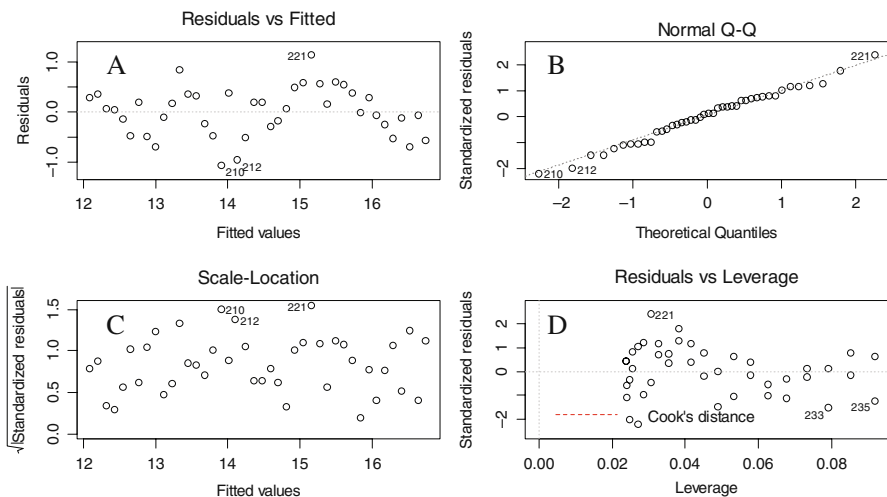 Residuals vs Fitted
A
221
210
212
Residuals
1.0
0.0
−1.0
12 13 14 15 16
Fitted values
Normal Q-Q
B
221
210
212
Standardized residuals
2
1
0
−2
−2 −1 0 1 2
Theoretical Quantiles
Scale-Location
C
210
212
221
√|Standardized residuals|
1.5
1.0
0.5
0.0
12 13 14 15 16
Fitted values
Residuals vs Leverage
D
221
Cook's distance
233
235
Standardized residuals
2
1
0
−2
0.00 0.02 0.04 0.06 0.08
Leverage